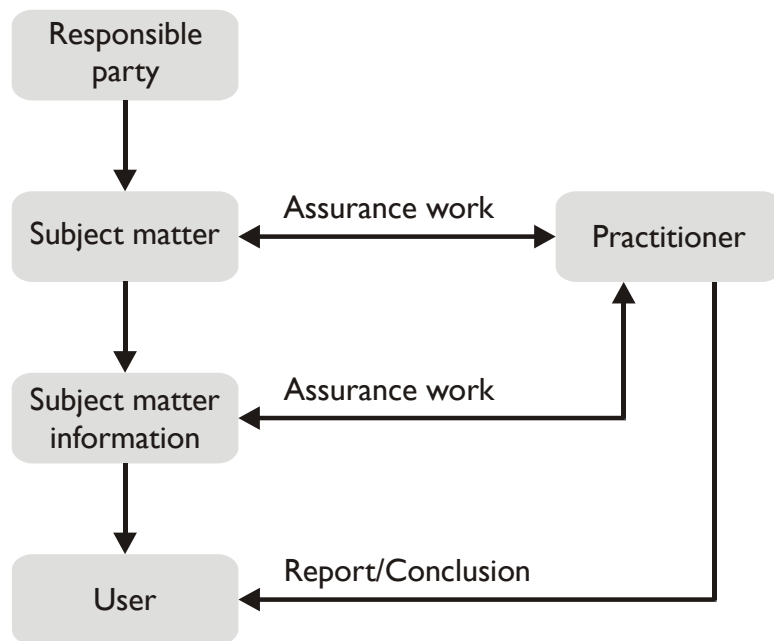 Responsible
party
Assurance work
Subject matter
Practitioner
Subject matter
information
Assurance work
Report/Conclusion
User